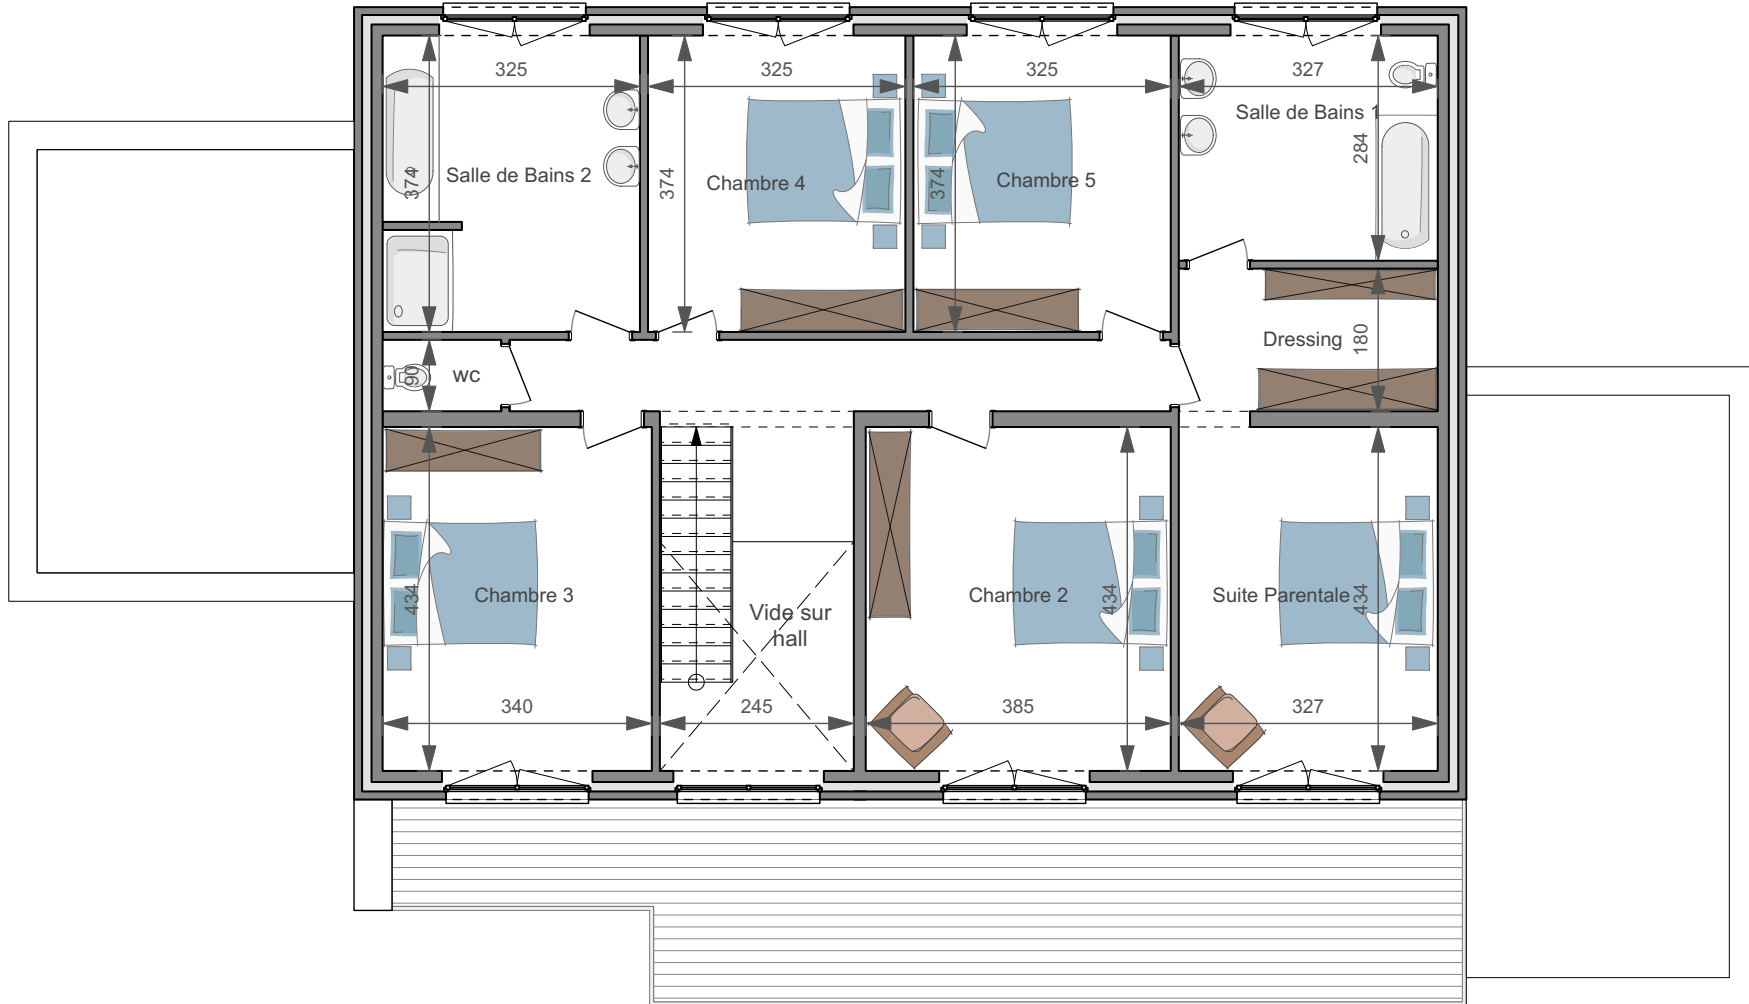 325
325
325
327
Salle de Bains 1
284
374
Salle de Bains 2
374
Chambre 4
374
Chambre 5
Dressing
180
90
wc
434
Chambre 3
Vide sur
hall
Chambre 2
434
Suite Parentale
434
340
245
385
327